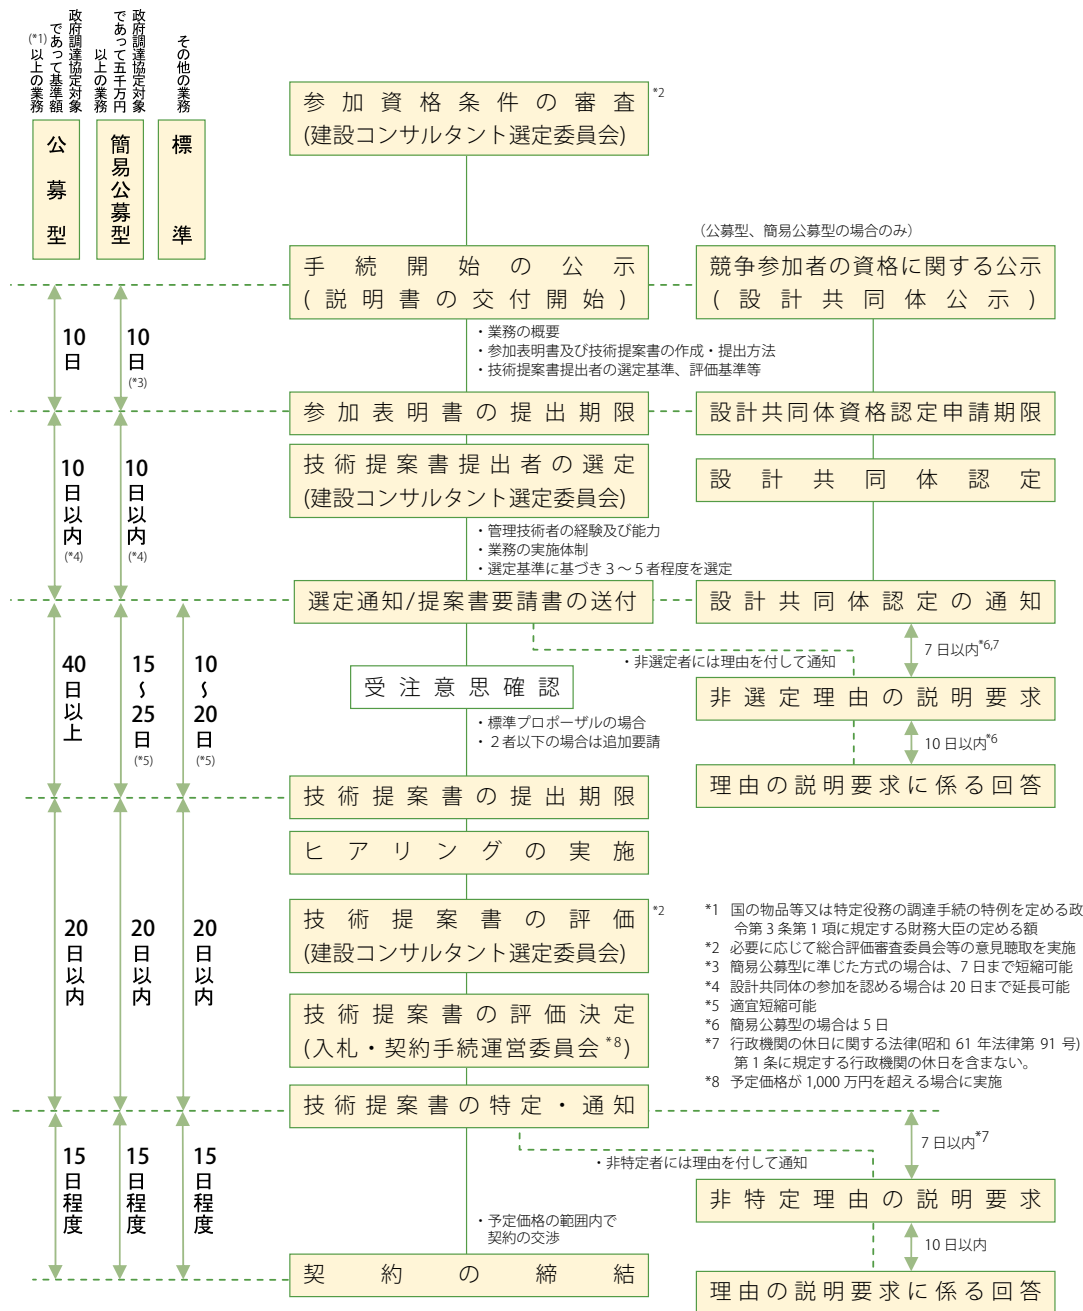 政府調達協定対象
であって基準額
(*1)以上の業務
公募型
政府調達協定対象
であって五千万円
以上の業務
簡易公募型
その他の業務
標準
参加資格条件の審査 *2
(建設コンサルタント選定委員会)
(公募型、簡易公募型の場合のみ)
手続開始の公示
(説明書の交付開始)
競争参加者の資格に関する公示
(設計共同体公示)
・業務の概要
・参加表明書及び技術提案書の作成・提出方法
・技術提案書提出者の選定基準、評価基準等
10日
10日(*3)
参加表明書の提出期限
設計共同体資格認定申請期限
技術提案書提出者の選定
(建設コンサルタント選定委員会)
設計共同体認定
10日以内(*4)
10日以内(*4)
・管理技術者の経験及び能力
・業務の実施体制
・選定基準に基づき3〜5者程度を選定
選定通知/提案書要請書の送付
設計共同体認定の通知
7日以内*6,7
・非選定者には理由を付して通知
40日以上
15〜25日(*5)
10〜20日(*5)
受注意思確認
非選定理由の説明要求
・標準プロポーザルの場合
・2者以下の場合は追加要請
10日以内*6
技術提案書の提出期限
理由の説明要求に係る回答
ヒアリングの実施
技術提案書の評価 *2
(建設コンサルタント選定委員会)
20日以内
20日以内
20日以内
技術提案書の評価決定
(入札・契約手続運営委員会*8)
*1 国の物品等又は特定役務の調達手続の特例を定める政
令第3条第1項に規定する財務大臣の定める額
*2 必要に応じて総合評価審査委員会等の意見聴取を実施
*3 簡易公募型に準じた方式の場合は、7日まで短縮可能
*4 設計共同体の参加を認める場合は20日まで延長可能
*5 適宜短縮可能
*6 簡易公募型の場合は5日
*7 行政機関の休日に関する法律(昭和61年法律第91号)
第1条に規定する行政機関の休日を含まない。
*8 予定価格が1,000万円を超える場合に実施
技術提案書の特定・通知
7日以内*7
・非特定者には理由を付して通知
15日程度
15日程度
15日程度
非特定理由の説明要求
・予定価格の範囲内で
契約の交渉
10日以内
契約の締結
理由の説明要求に係る回答